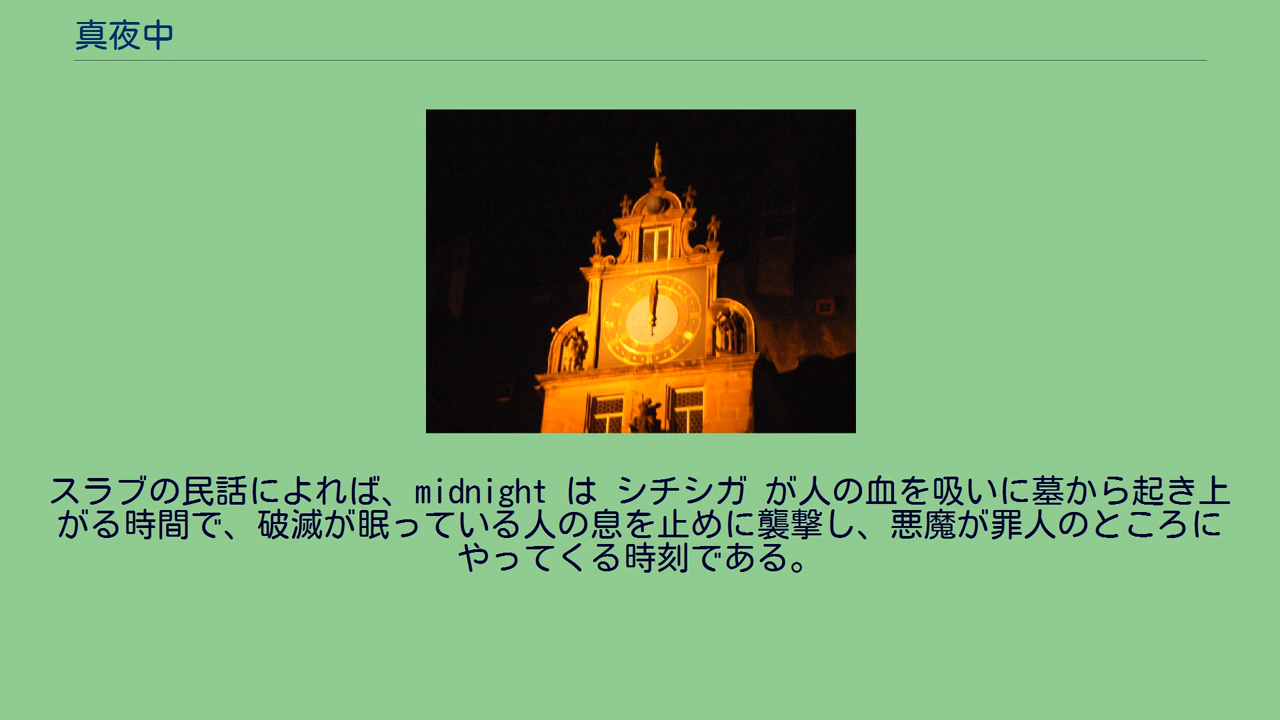 真夜中
スラブの民話によれば、midnight は シチシガ が人の血を吸いに墓から起き上
がる時間で、破滅が眠っている人の息を止めに襲撃し、悪魔が罪人のところに
やってくる時刻である。